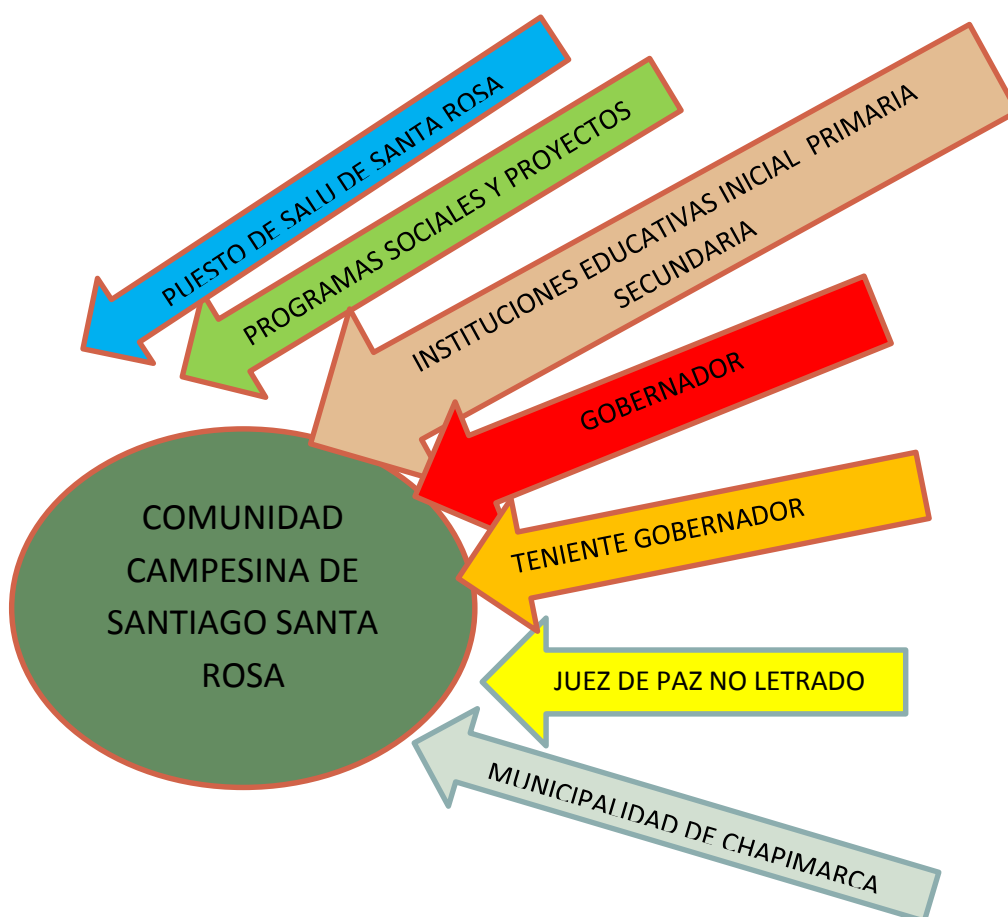 PUESTO DE SALU DE SANTA ROSA
PROGRAMAS SOCIALES Y PROYECTOS
INSTITUCIONES EDUCATIVAS INICIAL PRIMARIA
SECUNDARIA
GOBERNADOR
TENIENTE GOBERNADOR
JUEZ DE PAZ NO LETRADO
MUNICIPALIDAD DE CHAPIMARCA
COMUNIDAD
CAMPESINA DE
SANTIAGO SANTA
ROSA